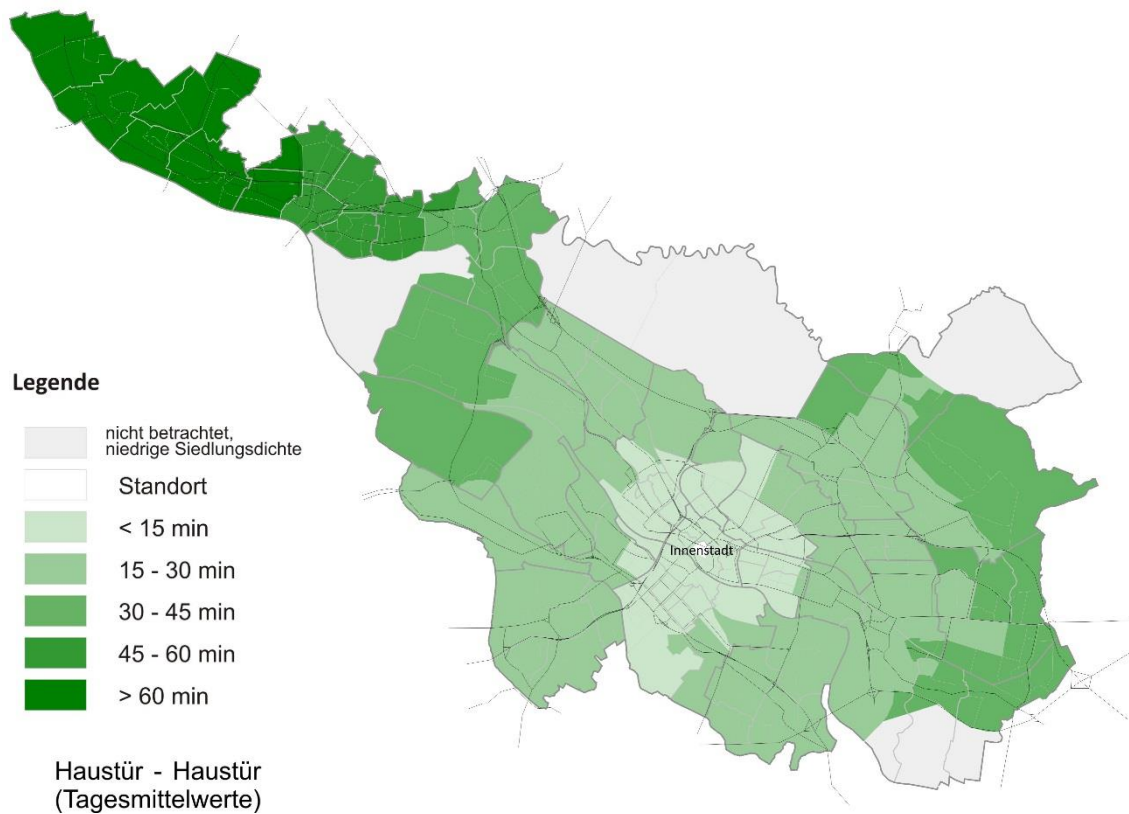 Innenstadt
Legende
nicht betrachtet,
niedrige Siedlungsdichte
Standort
< 15 min
15 - 30 min
30 - 45 min
45 - 60 min
> 60 min
Haustür - Haustür
(Tagesmittelwerte)